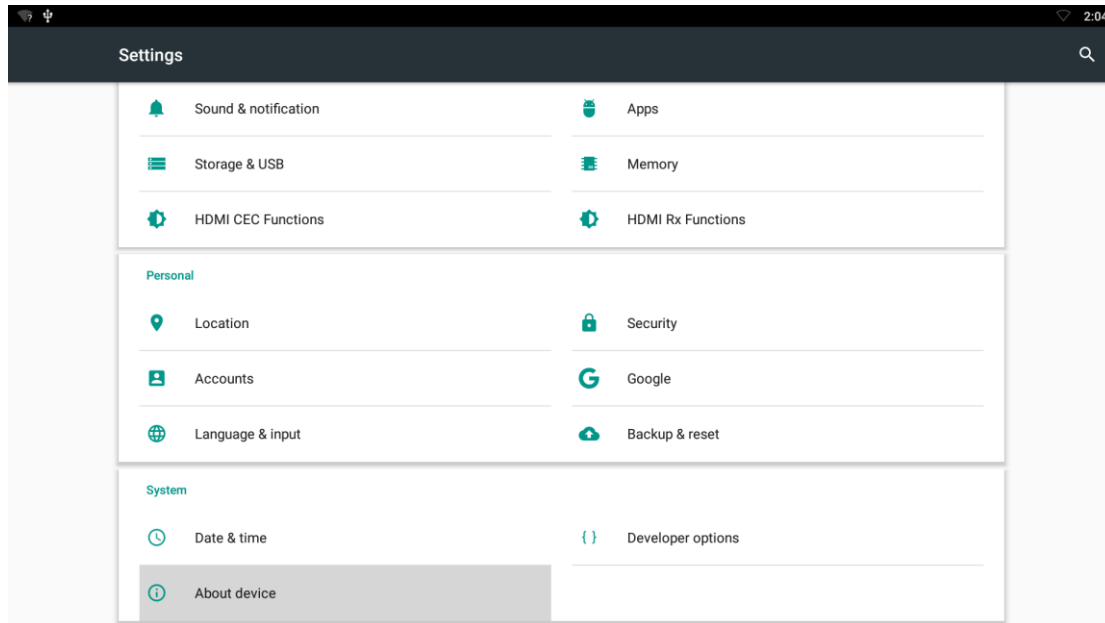 2:04
Settings
Sound & notification
Apps
Storage & USB
Memory
HDMI CEC Functions
HDMI Rx Functions
Personal
Location
Security
Accounts
Google
Language & input
Backup & reset
System
Date & time
{ } Developer options
About device